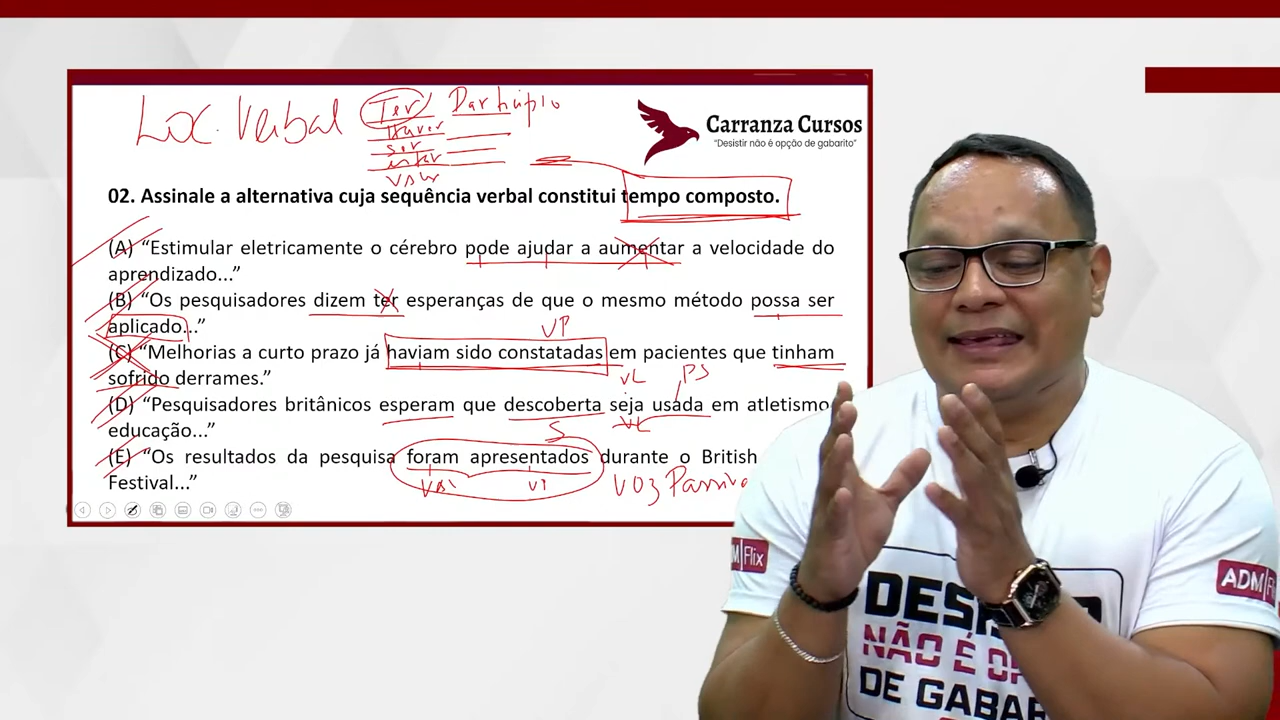 Loc. Verbal Ter Particípio
Haver
ser
estar
Carranza Cursos
"Desistir não é opção de gabarito"
02. Assinale a alternativa cuja sequência verbal constitui tempo composto.
(A) “Estimular eletricamente o cérebro pode ajudar a aumentar a velocidade do
aprendizado...”
(B) “Os pesquisadores dizem ter esperanças de que o mesmo método possa ser
aplicado...”
VP
(C) “Melhorias a curto prazo já haviam sido constatadas em pacientes que tinham
sofrido derrames.”
VL PS
(D) “Pesquisadores britânicos esperam que descoberta seja usada em atletismo
educação...”
S VL
(E) “Os resultados da pesquisa foram apresentados durante o British
Festival...”
VP Voz Passiva
M|Flix
ADM
DES
NÃO É OP
DE GABAR